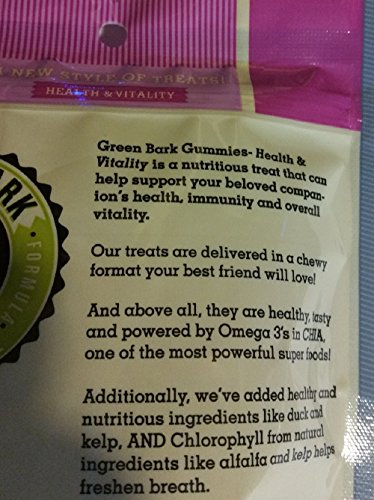 A NEW STYLE OF TREATS!
HEALTH & VITALITY
BARK
FORMULA
Green Bark Gummies- Health &
Vitality is a nutritious treat that can
help support your beloved compan-
ion's health, immunity and overall
vitality.
Our treats are delivered in a chewy
format your best friend will love!
And above all, they are healthy, tasty
and powered by Omega 3's in CHIA,
one of the most powerful super foods!
Additionally, we've added healthy and
nutritious ingredients like duck and
kelp, AND Chlorophyll from natural
ingredients like alfalfa and kelp helps
freshen breath.